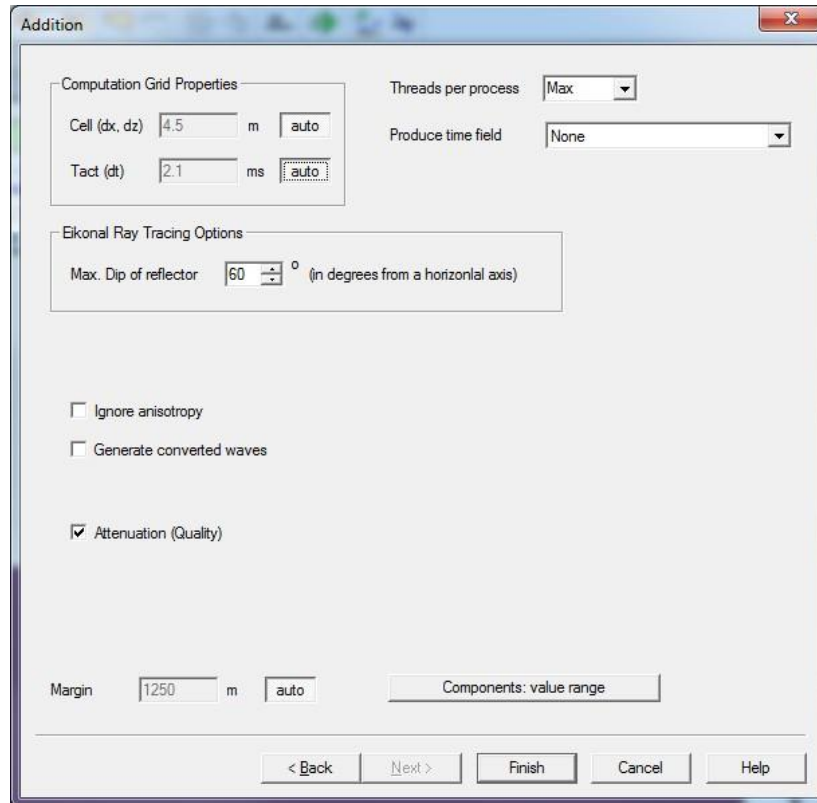 Addition
Computation Grid Properties
Cell (dx, dz) 4.5 m auto
Tact (dt) 2.1 ms auto
Threads per process Max
Produce time field None
Eikonal Ray Tracing Options
Max. Dip of reflector 60 o (in degrees from a horizonlal axis)
Ignore anisotropy
Generate converted waves
Attenuation (Quality)
Margin 1250 m auto Components: value range
< Back Next > Finish Cancel Help